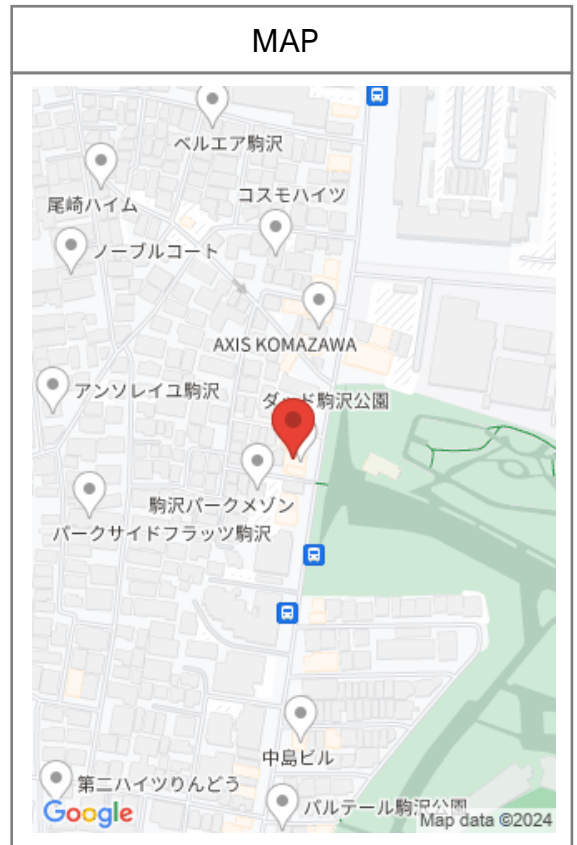 MAP
ベルエア駒沢
尾崎ハイム
コスモハイツ
ノーブルコート
AXIS KOMAZAWA
アンソレイユ駒沢
駒沢公園
駒沢パークメゾン
パークサイドフラッツ駒沢
中島ビル
第二ハイツりんどう
パルテール駒沢公園
Google
Map data ©2024